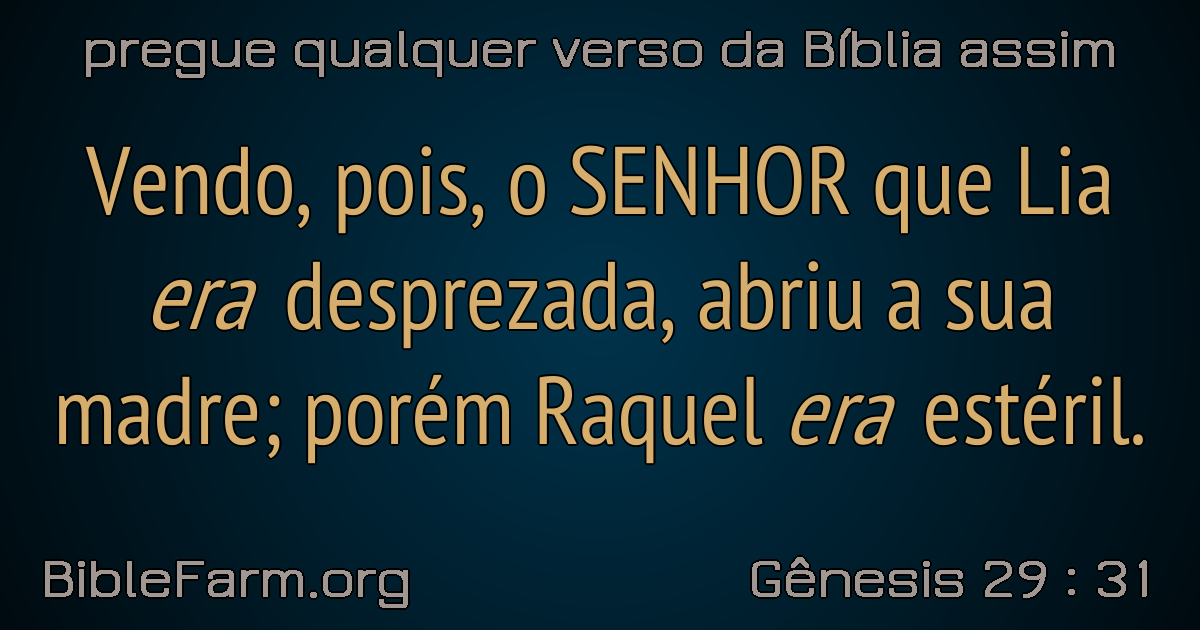 pregue qualquer verso da Bíblia assim
Vendo, pois, o SENHOR que Lia
era desprezada, abriu a sua
madre; porém Raquel era estéril.
BibleFarm.org
Gênesis 29 : 31